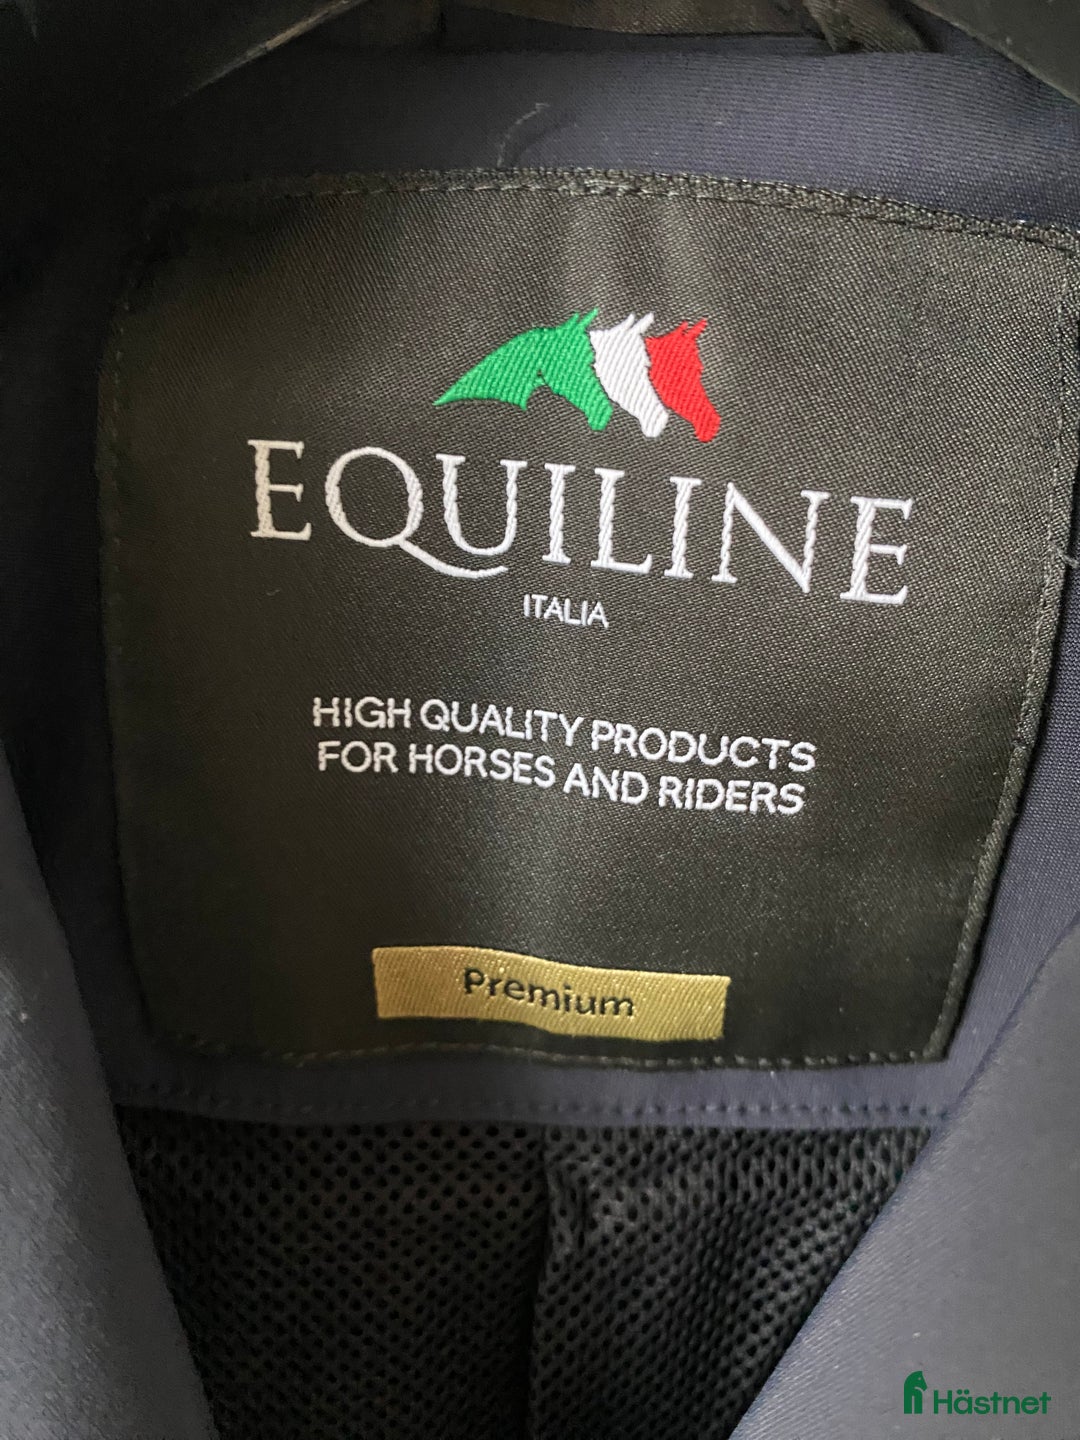 EQUILINE
ITALIA
HIGH QUALITY PRODUCTS
FOR HORSES AND RIDERS
Premium
Hästnet